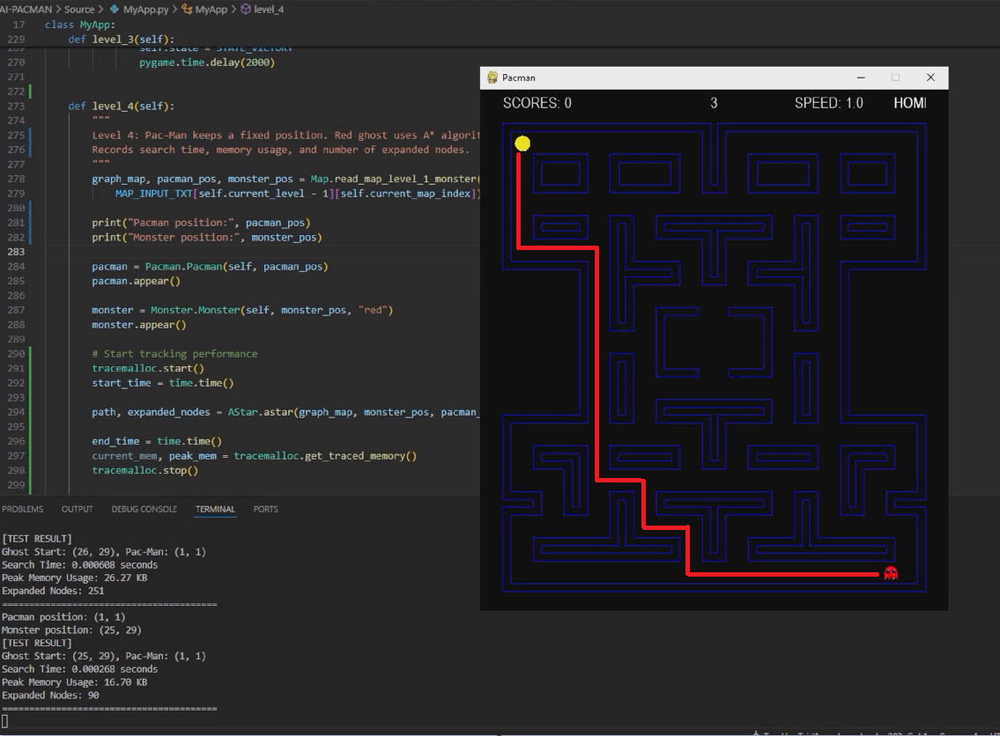 AI-PACMAN > Source > MyApp.py > MyApp > level_4
17 class MyApp:
229 def level_3(self):
270 pygame.time.delay(2000)
271
272
273 def level_4(self):
274 """
275 Level 4: Pac-Man keeps a fixed position. Red ghost uses A* algorit
276 Records search time, memory usage, and number of expanded nodes.
277 """
278 graph_map, pacman_pos, monster_pos = Map.read_map_level_1_monster(
279 MAP_INPUT_TXT[self.current_level - 1][self.current_map_index])
280
281 print("Pacman position:", pacman_pos)
282 print("Monster position:", monster_pos)
283
284 pacman = Pacman.Pacman(self, pacman_pos)
285 pacman.appear()
286
287 monster = Monster.Monster(self, monster_pos, "red")
288 monster.appear()
289
290 # Start tracking performance
291 tracemalloc.start()
292 start_time = time.time()
293
294 path, expanded_nodes = AStar.astar(graph_map, monster_pos, pacman_
295
296 end_time = time.time()
297 current_mem, peak_mem = tracemalloc.get_traced_memory()
298 tracemalloc.stop()
299
Pacman
SCORES: 0 3 SPEED: 1.0 HOM
PROBLEMS OUTPUT DEBUG CONSOLE TERMINAL PORTS
[TEST RESULT]
Ghost Start: (26, 29), Pac-Man: (1, 1)
Search Time: 0.000608 seconds
Peak Memory Usage: 26.27 KB
Expanded Nodes: 251
========================================
Pacman position: (1, 1)
Monster position: (25, 29)
[TEST RESULT]
Ghost Start: (25, 29), Pac-Man: (1, 1)
Search Time: 0.000268 seconds
Peak Memory Usage: 16.70 KB
Expanded Nodes: 90
========================================